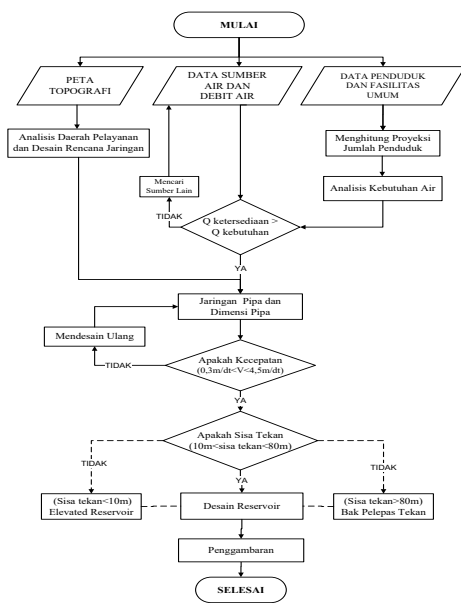 MULAI
PETA
TOPOGRAFI
DATA SUMBER
AIR DAN
DEBIT AIR
DATA PENDUDUK
DAN FASILITAS
UMUM
Analisis Daerah Pelayanan
dan Desain Rencana Jaringan
Menghitung Proyeksi
Jumlah Penduduk
Mencari
Sumber Lain
Analisis Kebutuhan Air
TIDAK
Q ketersediaan >
Q kebutuhan
YA
Jaringan Pipa dan
Dimensi Pipa
Mendesain Ulang
TIDAK
Apakah Kecepatan
(0,3m/dt<V<4,5m/dt)
YA
Apakah Sisa Tekan
(10m<sisa tekan<80m)
TIDAK
TIDAK
YA
(Sisa tekan<10m)
Elevated Reservoir
Desain Reservoir
(Sisa tekan>80m)
Bak Pelepas Tekan
Penggambaran
SELESAI